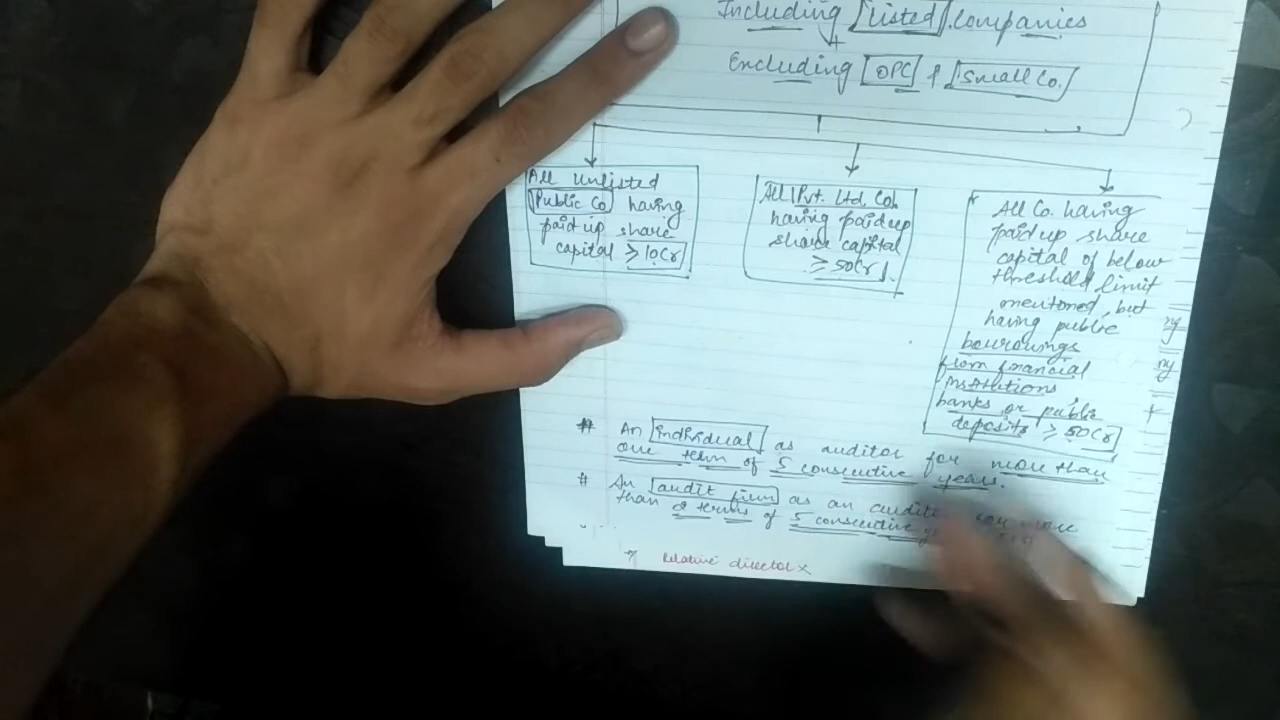 Including Listed Companies
+
Excluding OPC & Small Co.
All Unlisted
Public Co having
paid up share
capital ≥ 10Cr
All Pvt. Ltd. Co.
having paid up
share capital
≥ 50Cr
All Co. having
paid up share
capital of below
threshold limit
mentioned, but
having public
borrowings
from financial
institutions
banks or public
deposits ≥ 50Cr
# An individual as auditor for more than
one term of 5 consecutive years.
# An audit firm as an
than 2 terms of 5 consecutive
Relative director x